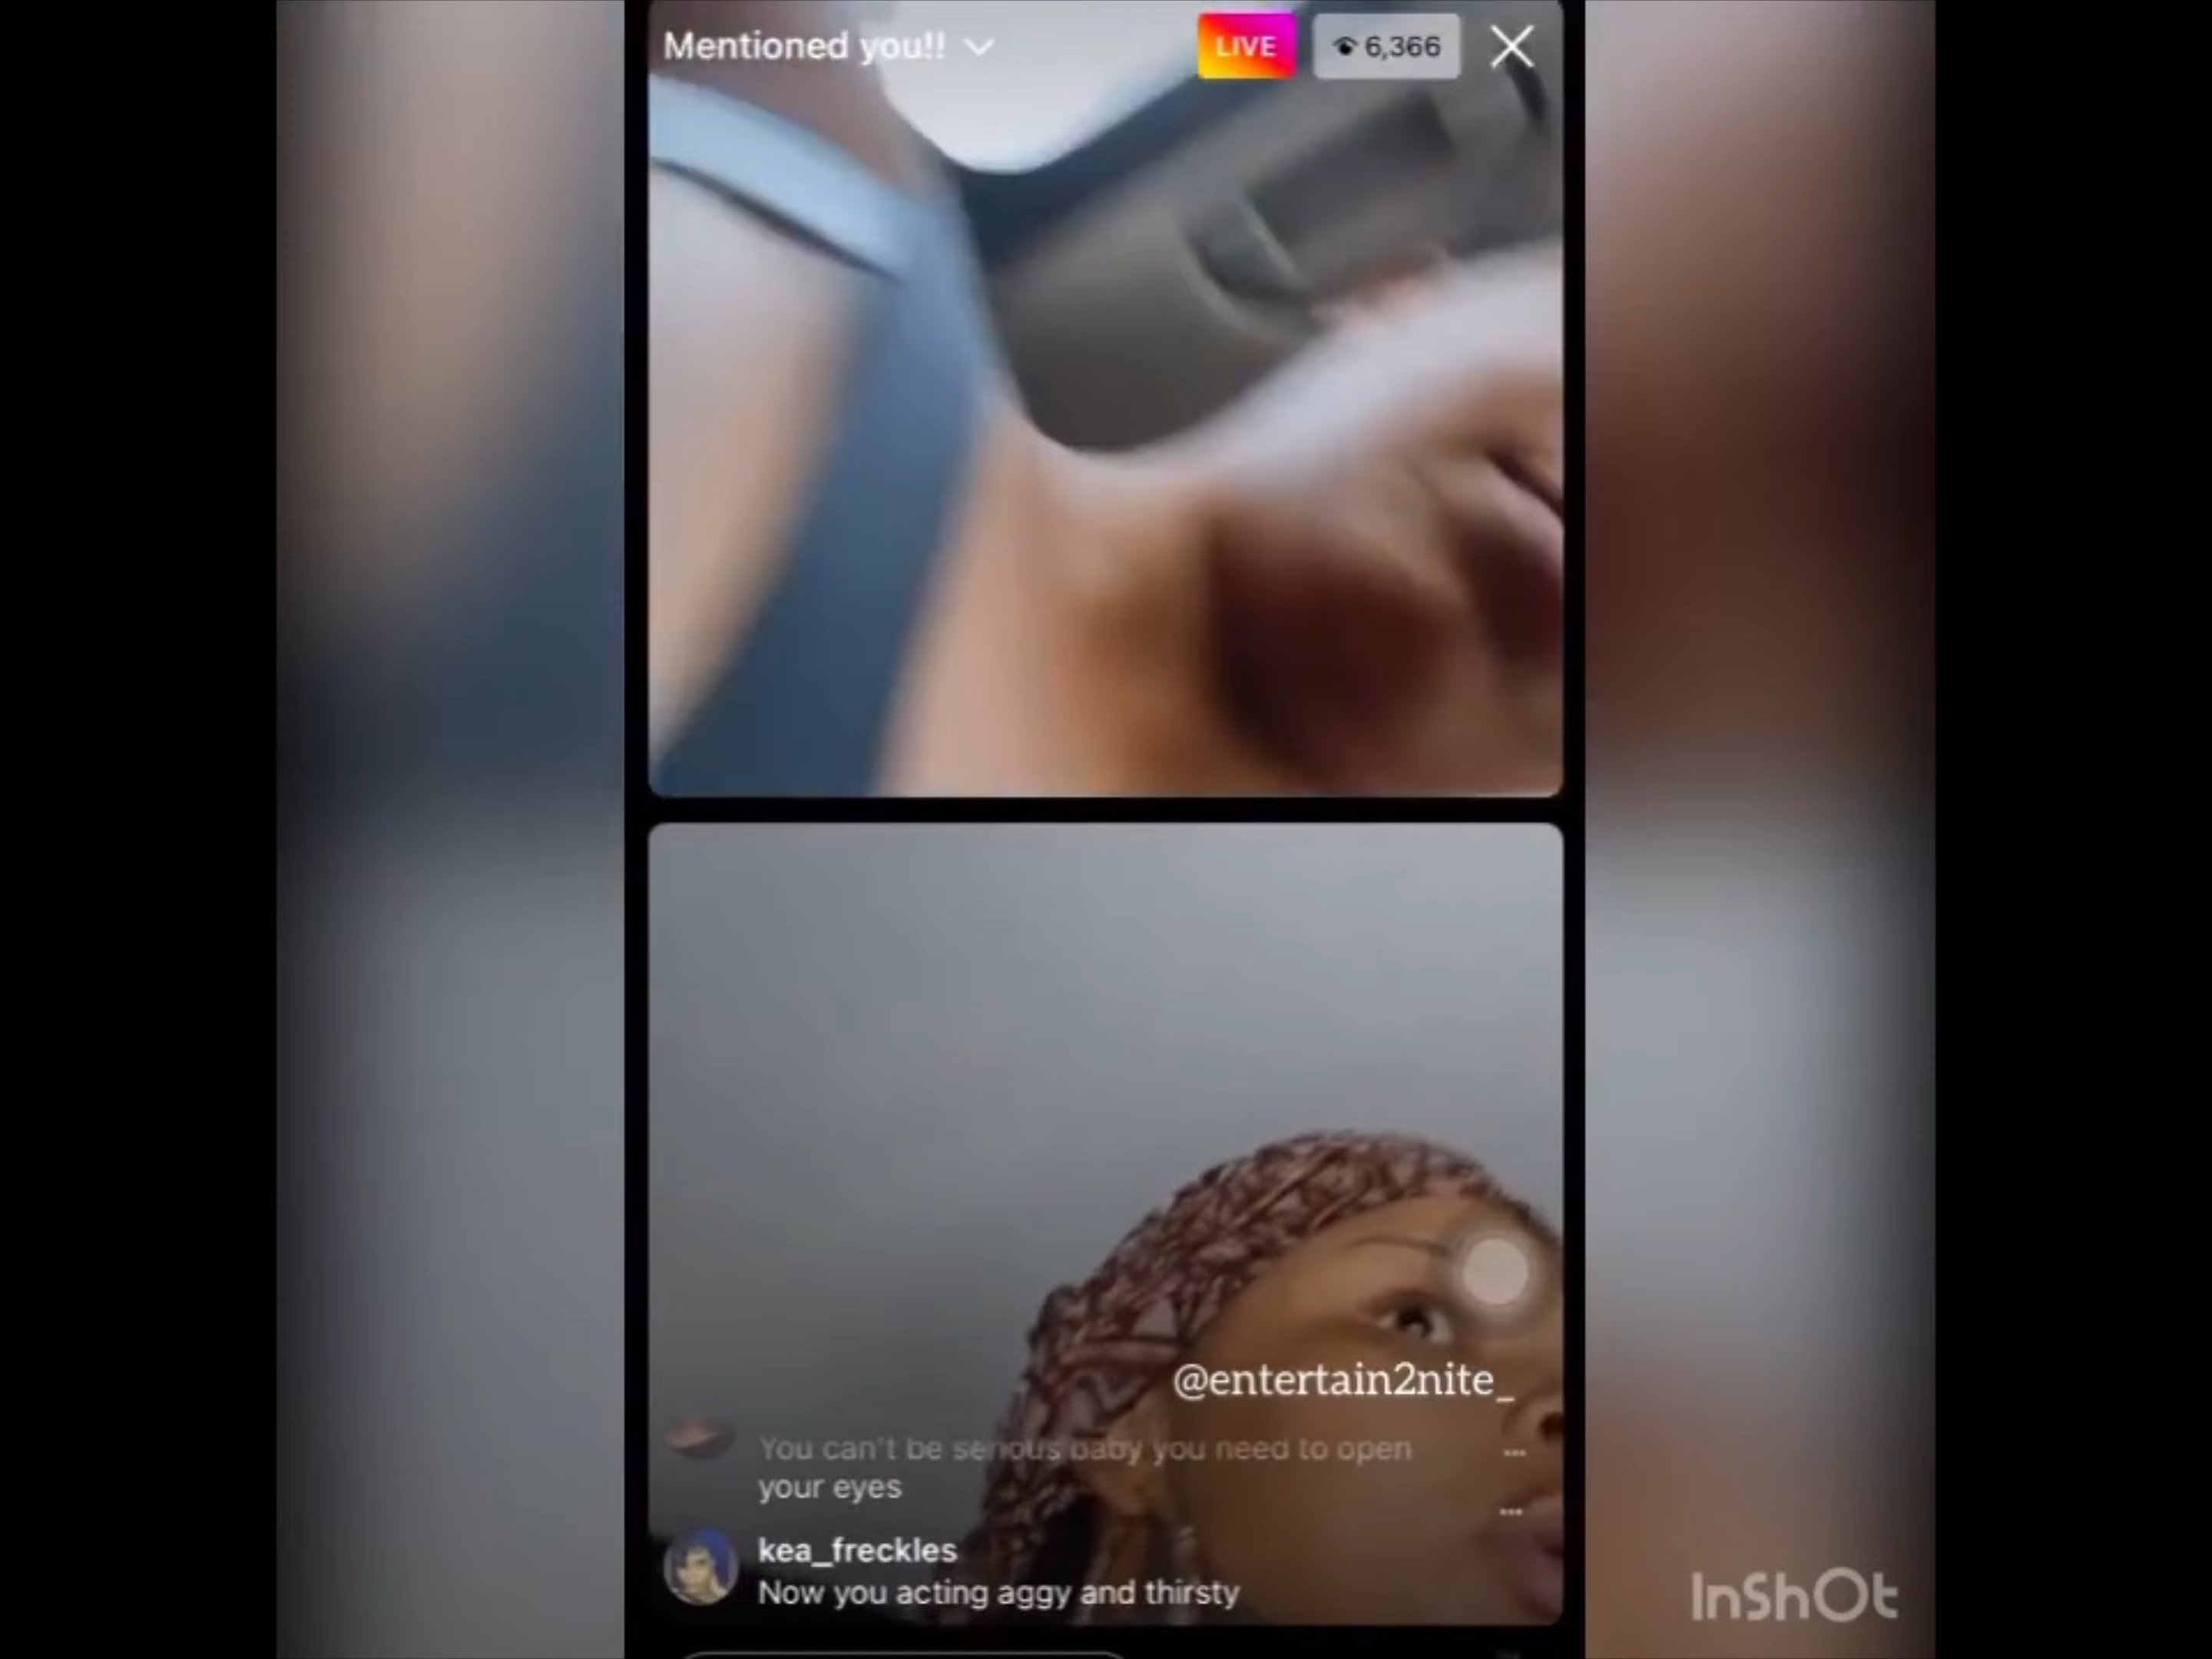 Mentioned you!!
LIVE
6,366
@entertain2nite_
You can't be serious baby you need to open
your eyes
kea_freckles
Now you acting aggy and thirsty
InShOt